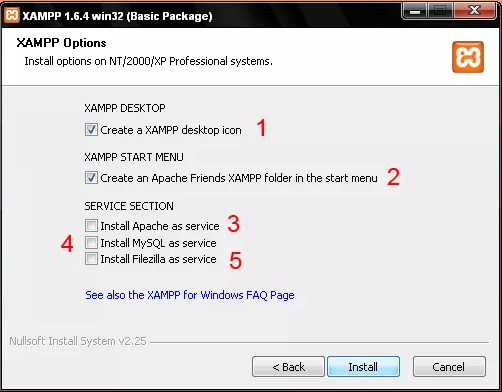 XAMPP 1.6.4 win32 (Basic Package)
XAMPP Options
Install options on NT/2000/XP Professional systems.
XAMPP DESKTOP
Create a XAMPP desktop icon 1
XAMPP START MENU
Create an Apache Friends XAMPP folder in the start menu 2
SERVICE SECTION
Install Apache as service 3
4 Install MySQL as service
Install Filezilla as service 5
See also the XAMPP for Windows FAQ Page
Nullsoft Install System v2.25
< Back Install Cancel